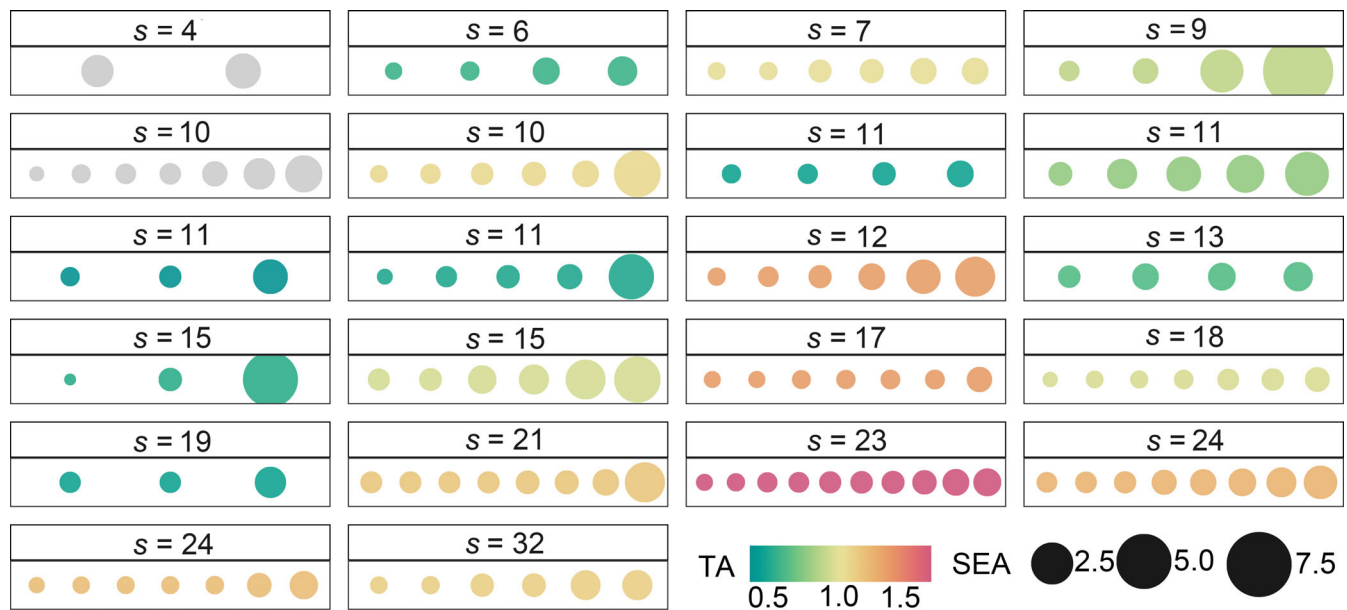 s = 4
s = 6
s = 7
s = 9
s = 10
s = 10
s = 11
s = 11
s = 11
s = 11
s = 12
s = 13
s = 15
s = 15
s = 17
s = 18
s = 19
s = 21
s = 23
s = 24
s = 24
s = 32
TA
0.5 1.0 1.5
SEA 2.5 5.0 7.5